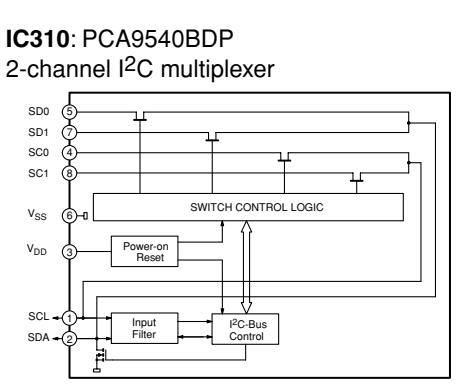 IC310: PCA9540BDP
2-channel I²C multiplexer
SD0 5
SD1 7
SC0 4
SC1 8
SWITCH CONTROL LOGIC
VSS 6
VDD 3
Power-on
Reset
SCL 1
SDA 2
Input
Filter
I²C-Bus
Control